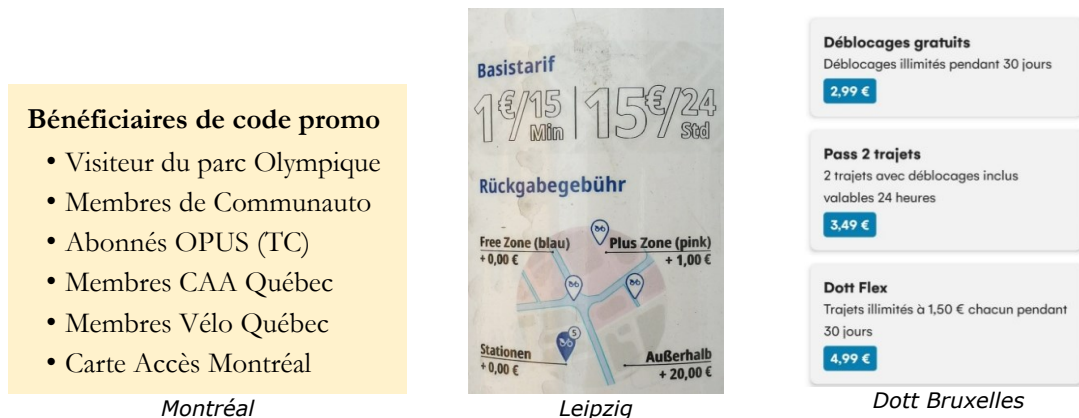 Bénéficiaires de code promo
• Visiteur du parc Olympique
• Membres de Communauto
• Abonnés OPUS (TC)
• Membres CAA Québec
• Membres Vélo Québec
• Carte Accès Montréal
Montréal
Basistarif
1€/15 Min | 15€/24 Std
Rückgabegebühr
Free Zone (blau)
+ 0,00 €
Plus Zone (pink)
+ 1,00 €
5
Stationen
+ 0,00 €
Außerhalb
+ 20,00 €
Leipzig
Déblocages gratuits
Déblocages illimités pendant 30 jours
2,99 €
Pass 2 trajets
2 trajets avec déblocages inclus
valables 24 heures
3,49 €
Dott Flex
Trajets illimités à 1,50 € chacun pendant
30 jours
4,99 €
Dott Bruxelles